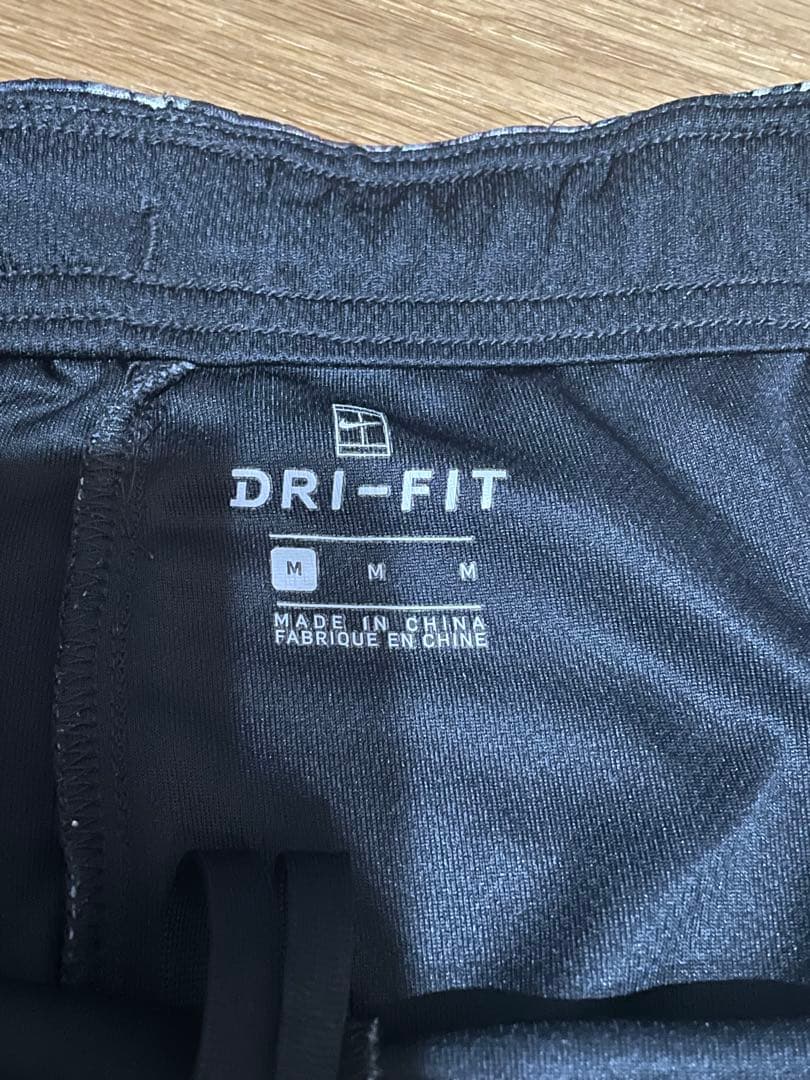 DRI-FIT
M M M
MADE IN CHINA
FABRIQUE EN CHINE